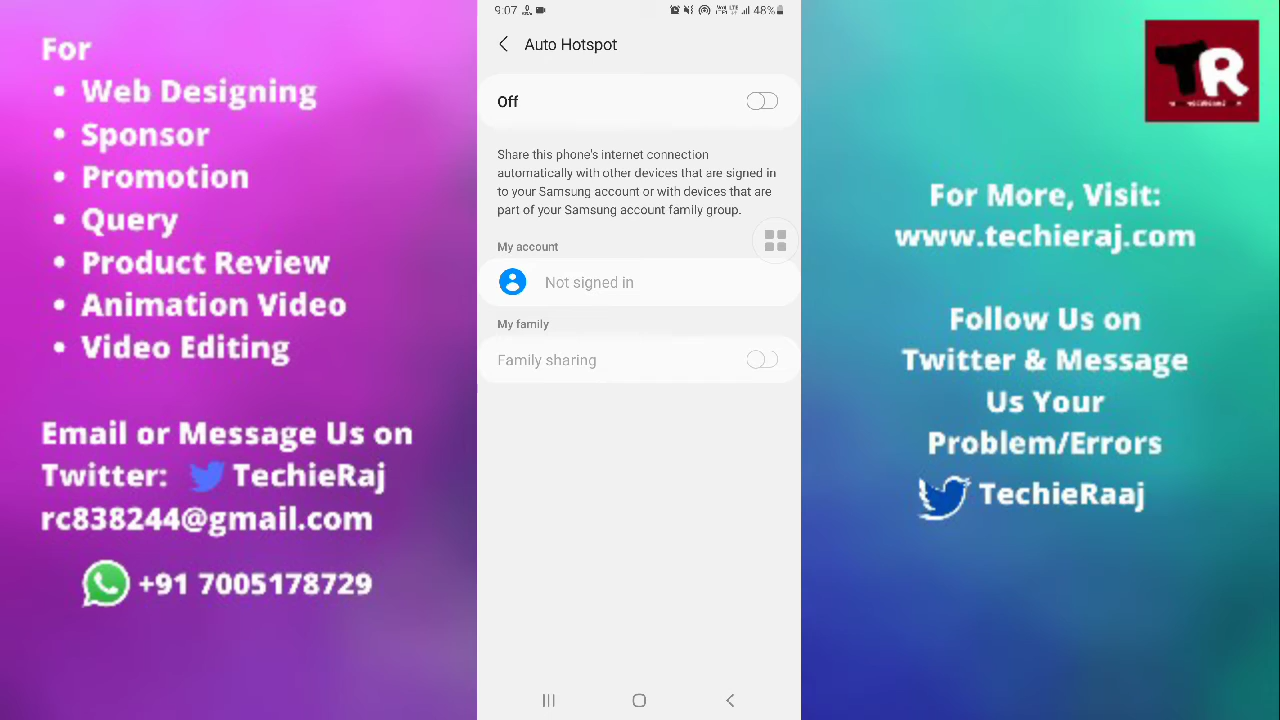 For
• Web Designing
• Sponsor
• Promotion
• Query
• Product Review
• Animation Video
• Video Editing
Email or Message Us on
Twitter: TechieRaj
rc838244@gmail.com
+91 7005178729
9:07
48%
Auto Hotspot
Off
Share this phone's internet connection
automatically with other devices that are signed in
to your Samsung account or with devices that are
part of your Samsung account family group.
My account
Not signed in
My family
Family sharing
TR
For More, Visit:
www.techieraj.com
Follow Us on
Twitter & Message
Us Your
Problem/Errors
TechieRaaj